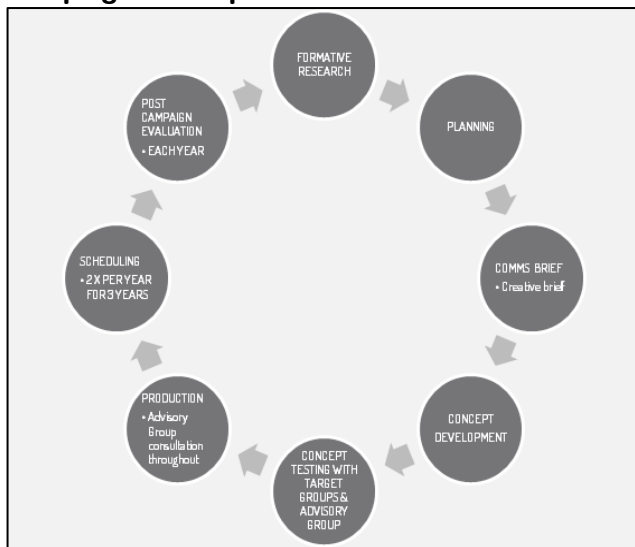 FORMATIVE
RESEARCH
PLANNING
COMMS BRIEF
• Creative brief
CONCEPT
DEVELOPMENT
CONCEPT
TESTING WITH
TARGET
GROUPS &
ADVISORY
GROUP
PRODUCTION
• Advisory
Group
consultation
throughout
SCHEDULING
• 2X PER YEAR
FOR 3 YEARS
POST
CAMPAIGN
EVALUATION
• EACH YEAR